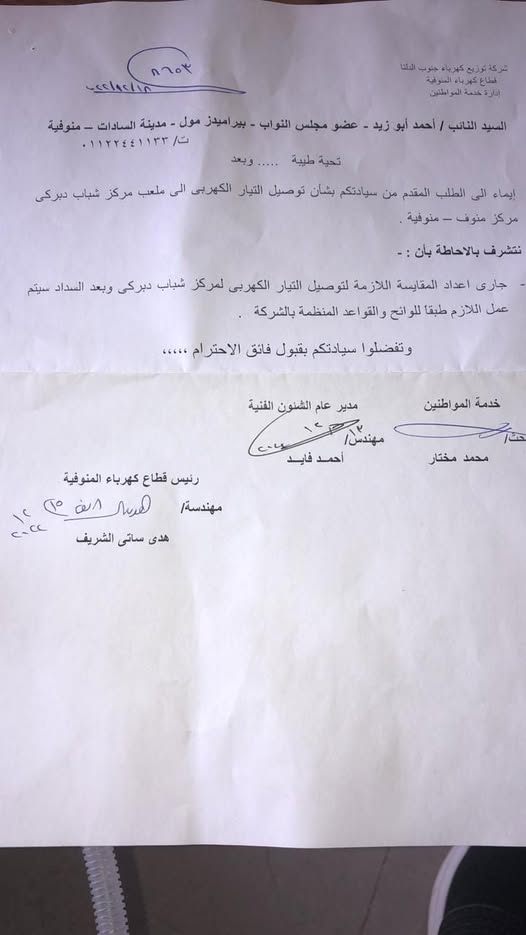 شركة توزيع كهرباء جنوب الدلتا
قطاع كهرباء المنوفية
إدارة خدمة المواطنين
٨٦٥٣
٢٠٢٢/١٢/١٨
السيد النائب / أحمد أبو زيد - عضو مجلس النواب - بيراميدز مول - مدينة السادات – منوفية
ت/ ٠١١٢٢٤٤١١٣٣
تحية طيبة ..... وبعد
إيماء الى الطلب المقدم من سيادتكم بشأن توصيل التيار الكهربى الى ملعب مركز شباب دبركى
مركز منوف – منوفية .
نتشرف بالاحاطة بأن : -
- جارى اعداد المقايسة اللازمة لتوصيل التيار الكهربى لمركز شباب دبركى وبعد السداد سيتم
عمل اللازم طبقاً للوائح والقواعد المنظمة بالشركة .
وتفضلوا سيادتكم بقبول فائق الاحترام ،،،،،
خدمة المواطنين
محمد مختار
مدير عام الشئون الفنية
مهندس/
أحمد فايد
رئيس قطاع كهرباء المنوفية
مهندسة/
هدى ساتى الشريف